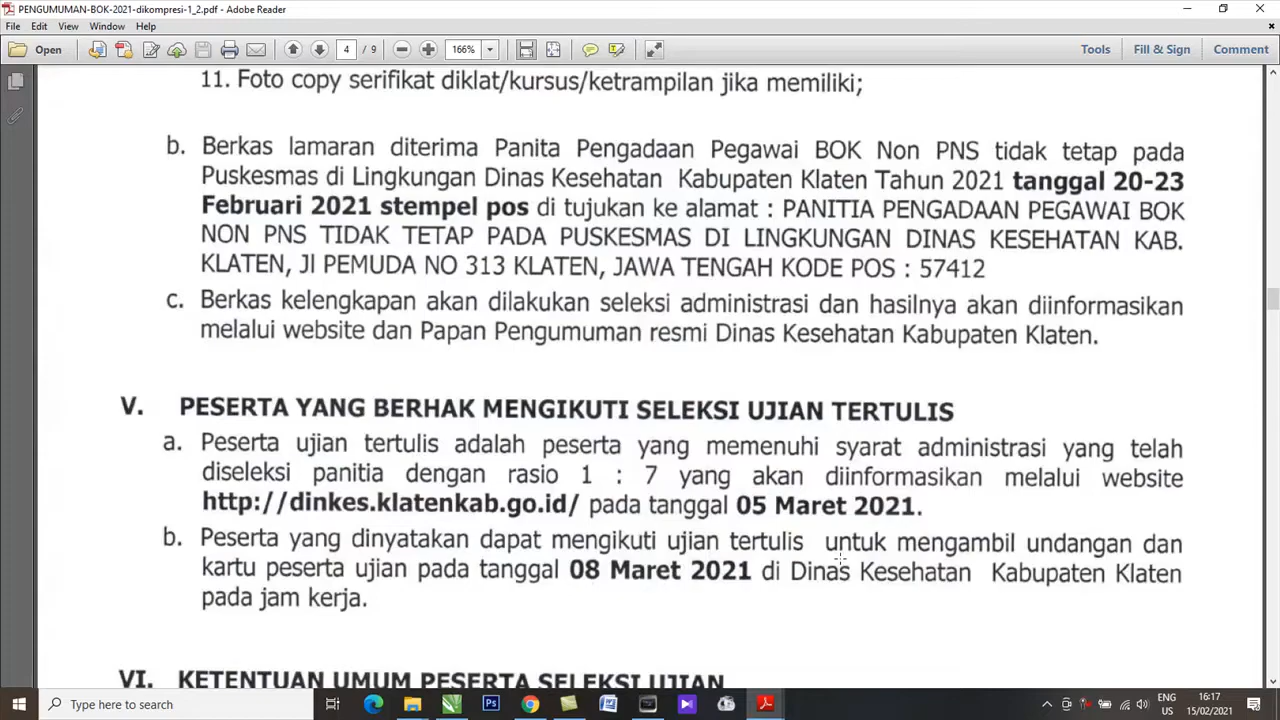 PENGUMUMAN-BOK-2021-dikompresi-1_2.pdf - Adobe Reader
File Edit View Window Help
Open 4 / 9 166% Tools Fill & Sign Comment
11. Foto copy serifikat diklat/kursus/ketrampilan jika memiliki;
b. Berkas lamaran diterima Panita Pengadaan Pegawai BOK Non PNS tidak tetap pada
Puskesmas di Lingkungan Dinas Kesehatan Kabupaten Klaten Tahun 2021 tanggal 20-23
Februari 2021 stempel pos di tujukan ke alamat : PANITIA PENGADAAN PEGAWAI BOK
NON PNS TIDAK TETAP PADA PUSKESMAS DI LINGKUNGAN DINAS KESEHATAN KAB.
KLATEN, Jl PEMUDA NO 313 KLATEN, JAWA TENGAH KODE POS : 57412
c. Berkas kelengkapan akan dilakukan seleksi administrasi dan hasilnya akan diinformasikan
melalui website dan Papan Pengumuman resmi Dinas Kesehatan Kabupaten Klaten.
V. PESERTA YANG BERHAK MENGIKUTI SELEKSI UJIAN TERTULIS
a. Peserta ujian tertulis adalah peserta yang memenuhi syarat administrasi yang telah
diseleksi panitia dengan rasio 1 : 7 yang akan diinformasikan melalui website
http://dinkes.klatenkab.go.id/ pada tanggal 05 Maret 2021.
b. Peserta yang dinyatakan dapat mengikuti ujian tertulis untuk mengambil undangan dan
kartu peserta ujian pada tanggal 08 Maret 2021 di Dinas Kesehatan Kabupaten Klaten
pada jam kerja.
VI. KETENTUAN UMUM PESERTA SELEKSI UJIAN
Type here to search
Ps
ENG
US
16:17
15/02/2021